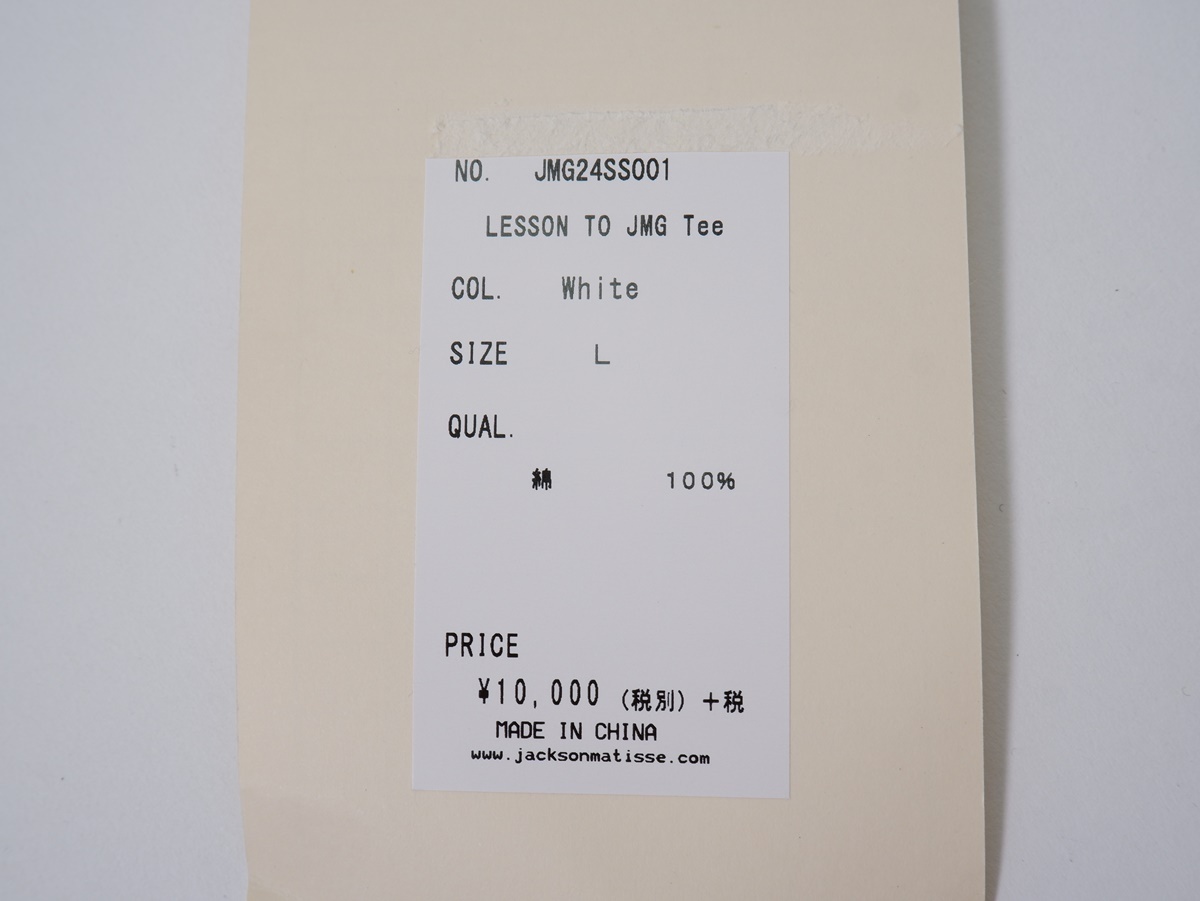 NO. JMG24SS001
LESSON TO JMG Tee
COL. White
SIZE L
QUAL.
綿 100%
PRICE
¥10,000 (税別) +税
MADE IN CHINA
www.jacksonmatisse.com